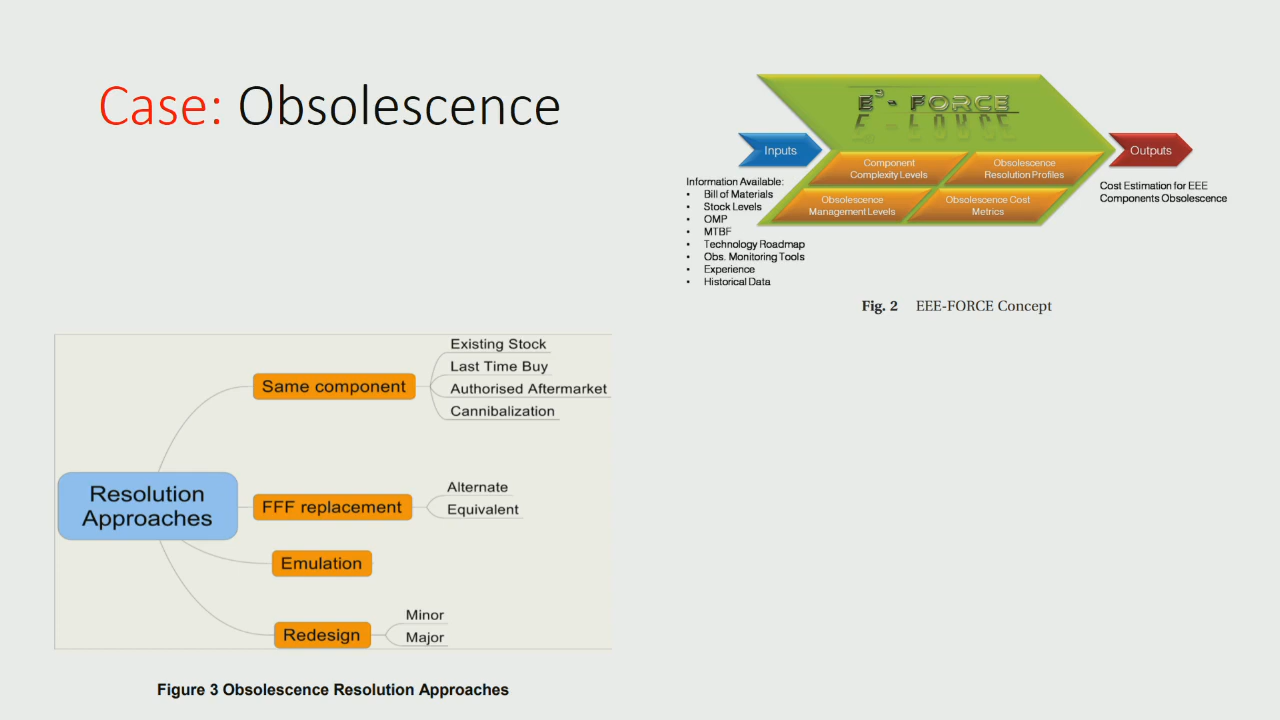 Case: Obsolescence
E³- FORCE
Inputs
Component
Complexity Levels
Obsolescence
Resolution Profiles
Obsolescence
Management Levels
Obsolescence Cost
Metrics
Outputs
Information Available:
• Bill of Materials
• Stock Levels
• OMP
• MTBF
• Technology Roadmap
• Obs. Monitoring Tools
• Experience
• Historical Data
Cost Estimation for EEE
Components Obsolescence
Fig. 2 EEE-FORCE Concept
Resolution
Approaches
Same component
Existing Stock
Last Time Buy
Authorised Aftermarket
Cannibalization
FFF replacement
Alternate
Equivalent
Emulation
Redesign
Minor
Major
Figure 3 Obsolescence Resolution Approaches